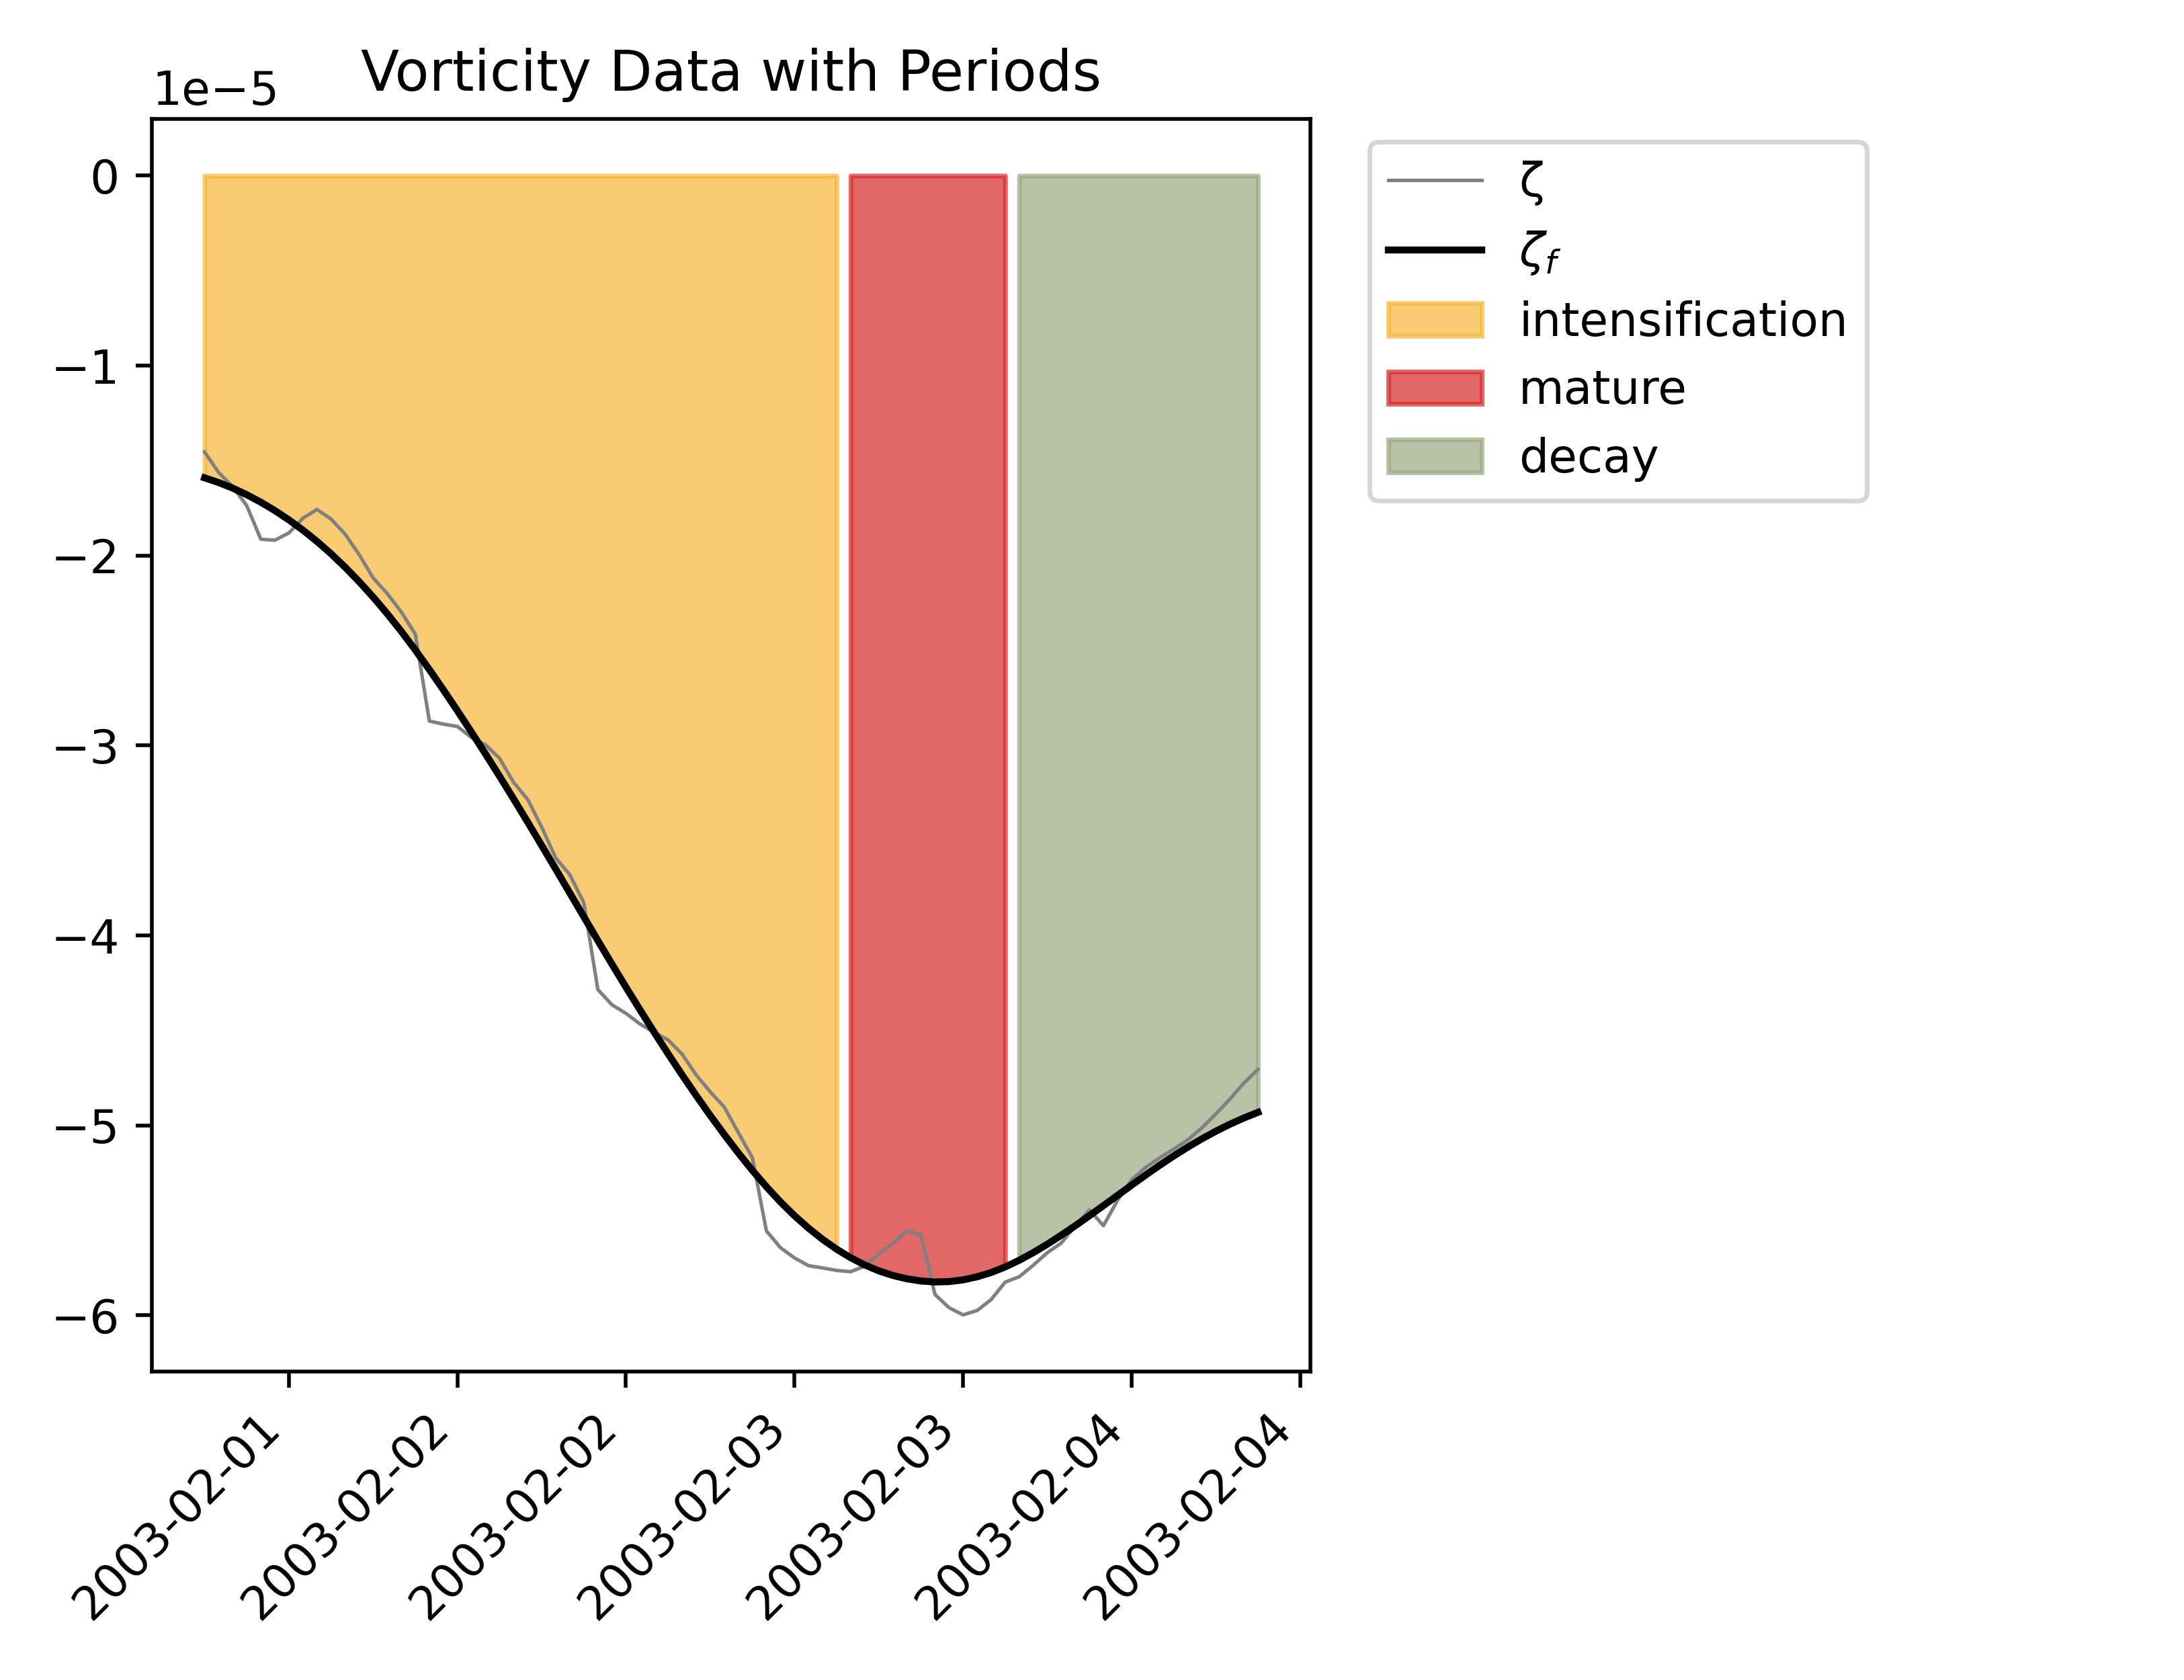 Vorticity Data with Periods
1e−5
0
−1
−2
−3
−4
−5
−6
2003-02-01
2003-02-02
2003-02-02
2003-02-03
2003-02-03
2003-02-04
2003-02-04
ζ
ζf
intensification
mature
decay